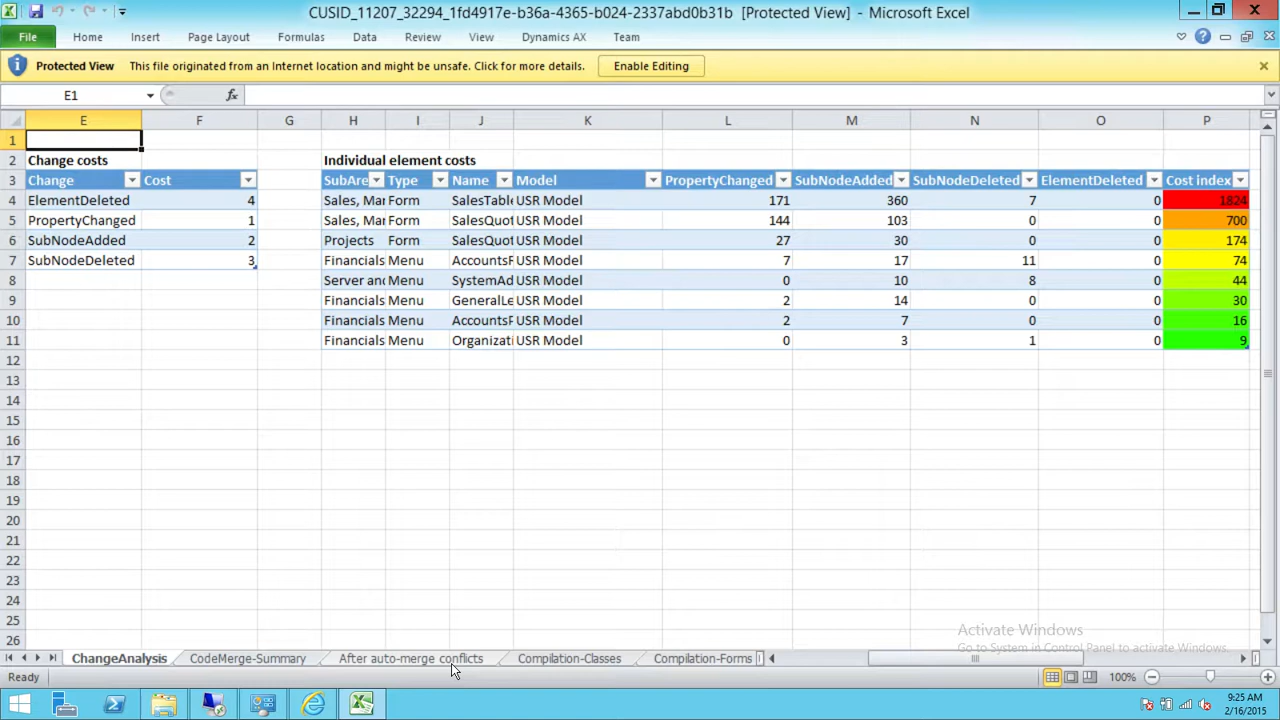 CUSID_11207_32294_1fd4917e-b36a-4365-b024-2337abd0b31b [Protected View] - Microsoft Excel
File Home Insert Page Layout Formulas Data Review View Dynamics AX Team
Protected View This file originated from an Internet location and might be unsafe. Click for more details. Enable Editing
E1 fx
E F G H I J K L M N O P
1
2 Change costs Individual element costs
3 Change Cost SubAre Type Name Model PropertyChanged SubNodeAdded SubNodeDeleted ElementDeleted Cost index
4 ElementDeleted 4 Sales, Mar Form SalesTable USR Model 171 360 7 0 1824
5 PropertyChanged 1 Sales, Mar Form SalesQuot USR Model 144 103 0 0 700
6 SubNodeAdded 2 Projects Form SalesQuot USR Model 27 30 0 0 174
7 SubNodeDeleted 3 Financials Menu AccountsF USR Model 7 17 11 0 74
8 Server and Menu SystemAd USR Model 0 10 8 0 44
9 Financials Menu GeneralLe USR Model 2 14 0 0 30
10 Financials Menu AccountsF USR Model 2 7 0 0 16
11 Financials Menu Organizati USR Model 0 3 1 0 9
12
13
14
15
16
17
18
19
20
21
22
23
24
25
26
Activate Windows
Go to System in Control Panel to activate Windows.
ChangeAnalysis CodeMerge-Summary After auto-merge conflicts Compilation-Classes Compilation-Forms
Ready 100%
9:25 AM
2/16/2015